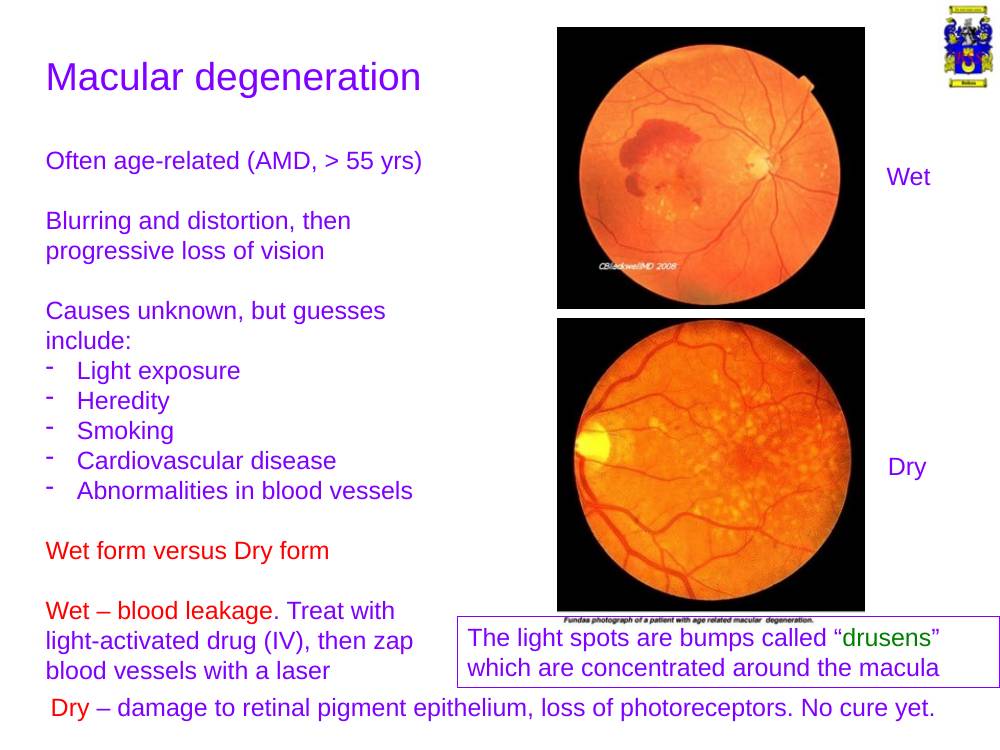 Macular degeneration
Often age-related (AMD, > 55 yrs)
Blurring and distortion, then
progressive loss of vision
Causes unknown, but guesses
include:
- Light exposure
- Heredity
- Smoking
- Cardiovascular disease
- Abnormalities in blood vessels
Wet form versus Dry form
Wet – blood leakage. Treat with
light-activated drug (IV), then zap
blood vessels with a laser
Dry – damage to retinal pigment epithelium, loss of photoreceptors. No cure yet.
CBlackwellMD 2008
Wet
Dry
Fundas photograph of a patient with age related macular degeneration.
The light spots are bumps called “drusens”
which are concentrated around the macula